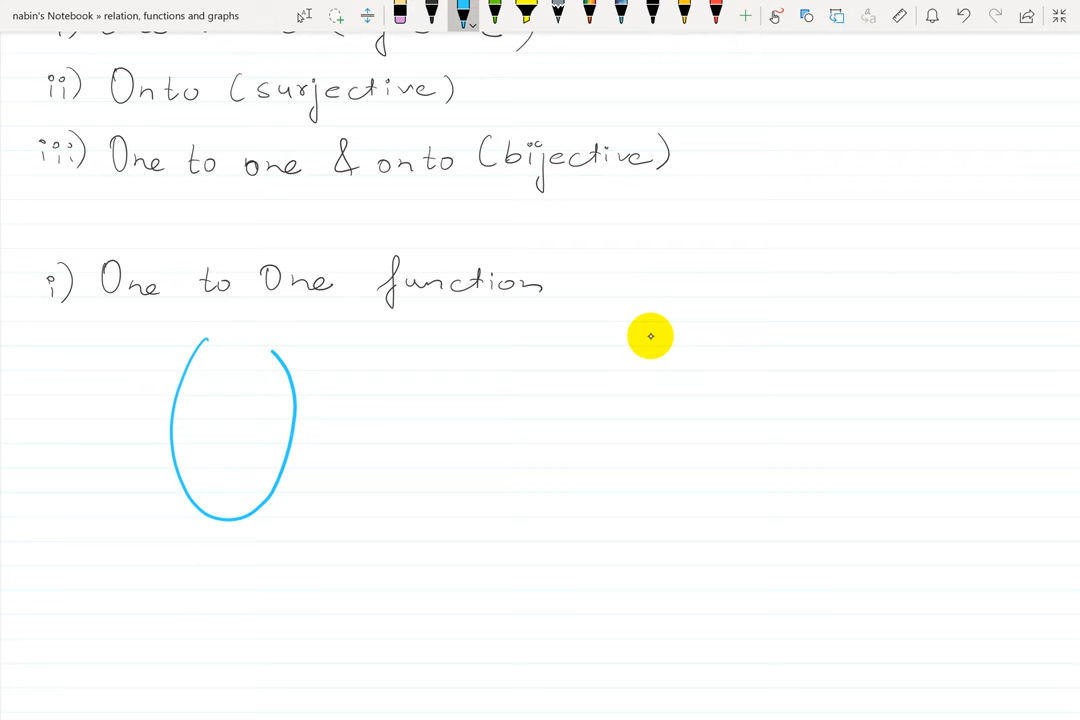 nabin's Notebook » relation, functions and graphs
ii) Onto (surjective)
iii) One to one & onto (bijective)
i) One to One function